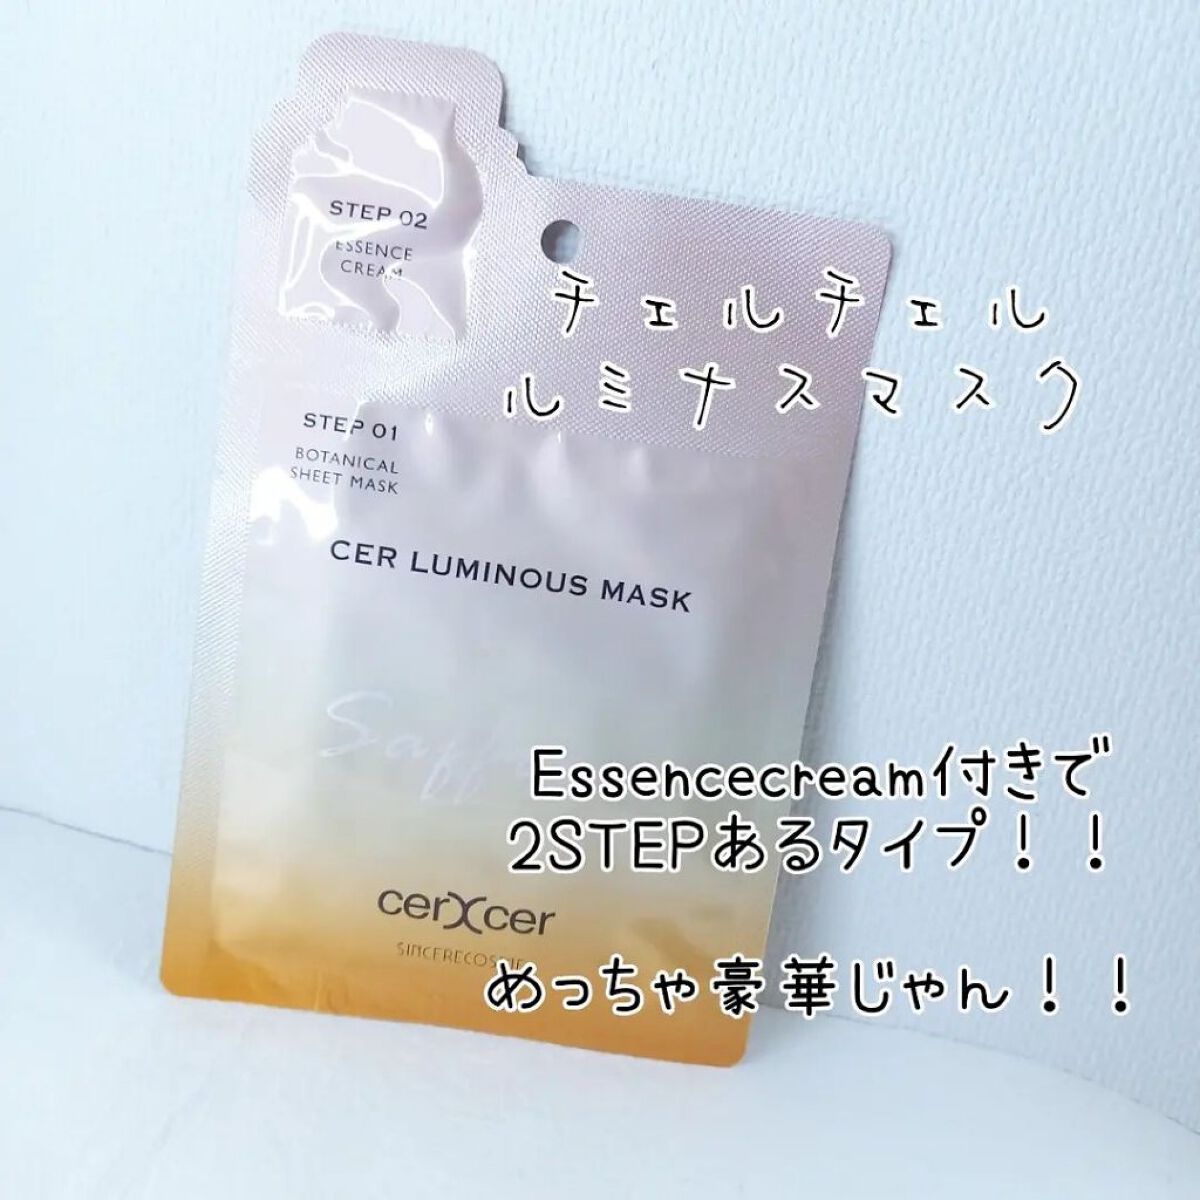 STEP 02
ESSENCE
CREAM
チェルチェル
ルミナスマスク
STEP 01
BOTANICAL
SHEET MASK
CER LUMINOUS MASK
Essencecream付きで
2STEPあるタイプ！！
cerXcer
めっちゃ豪華じゃん！！